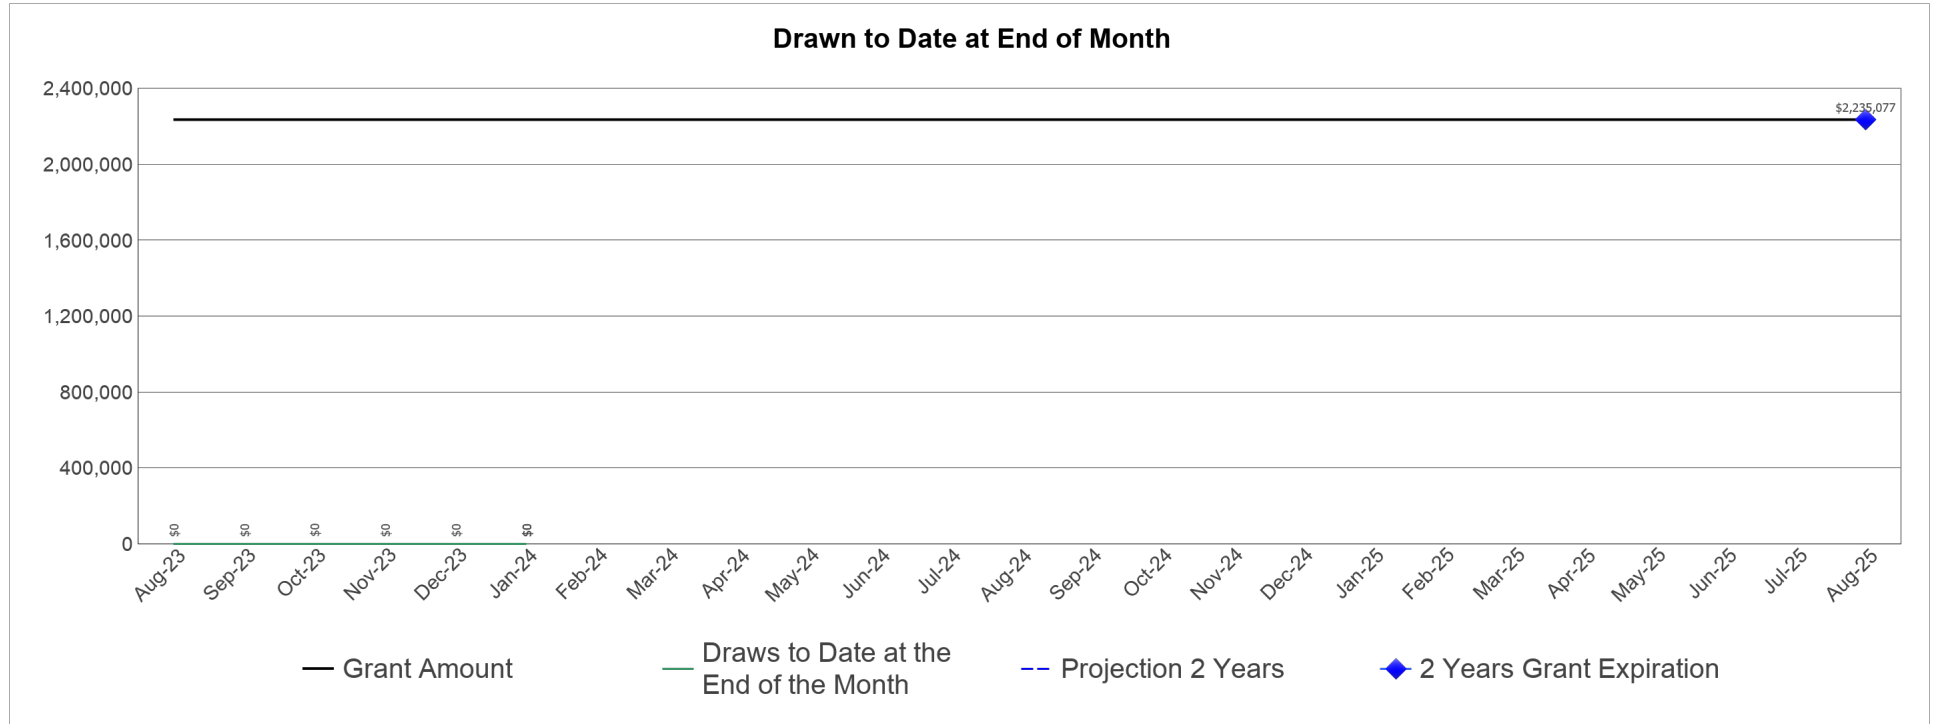 Drawn to Date at End of Month
2,400,000
2,000,000
1,600,000
1,200,000
800,000
400,000
0
$2,235,077
$0
$0
$0
$0
$0
$0
Aug-23
Sep-23
Oct-23
Nov-23
Dec-23
Jan-24
Feb-24
Mar-24
Apr-24
May-24
Jun-24
Jul-24
Aug-24
Sep-24
Oct-24
Nov-24
Dec-24
Jan-25
Feb-25
Mar-25
Apr-25
May-25
Jun-25
Jul-25
Aug-25
Grant Amount
Draws to Date at the
End of the Month
Projection 2 Years
2 Years Grant Expiration